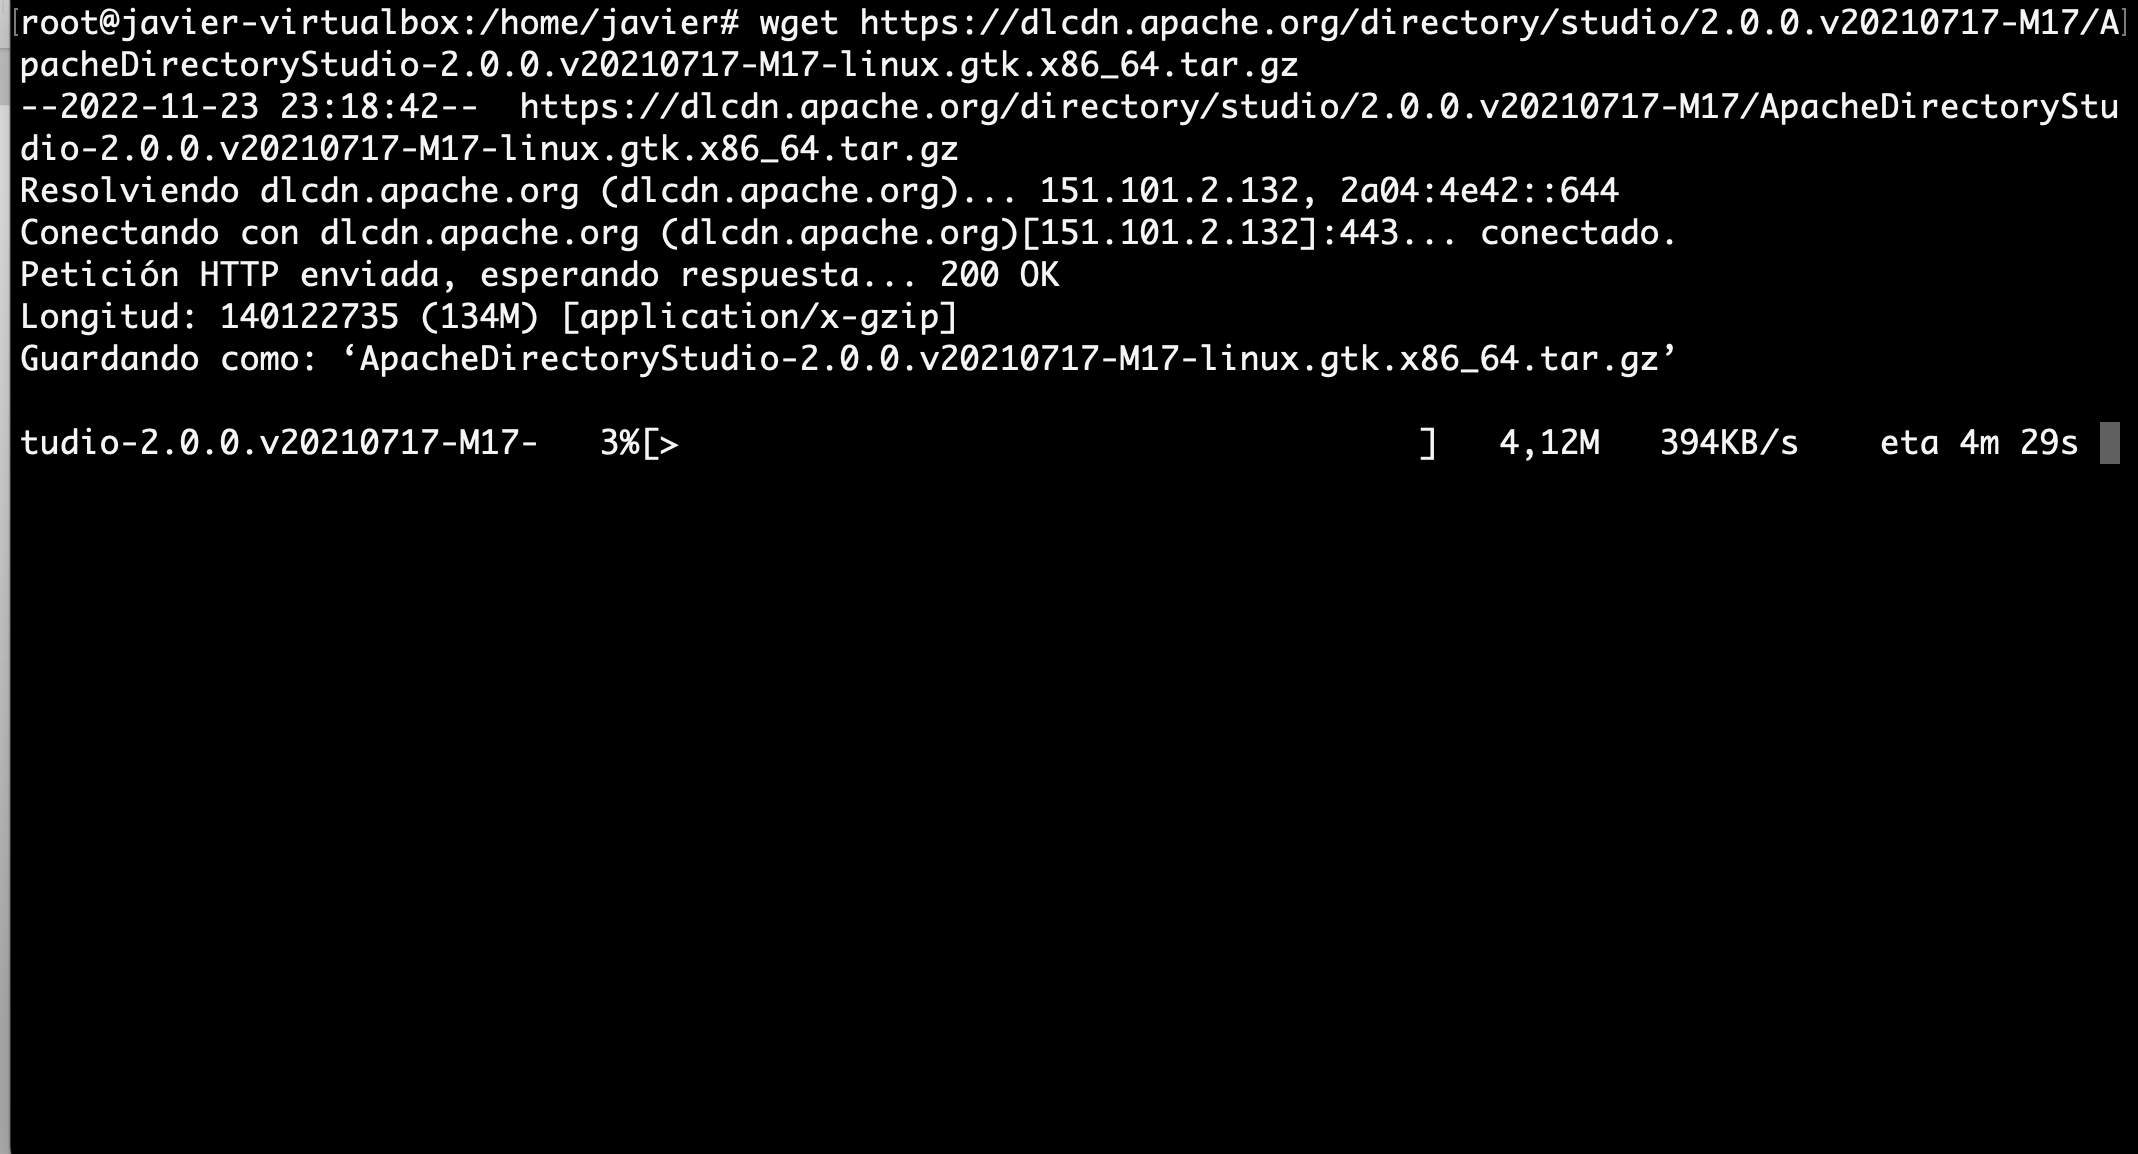 [root@javier-virtualbox:/home/javier# wget https://dlcdn.apache.org/directory/studio/2.0.0.v20210717-M17/A]
pacheDirectoryStudio-2.0.0.v20210717-M17-linux.gtk.x86_64.tar.gz
--2022-11-23 23:18:42--  https://dlcdn.apache.org/directory/studio/2.0.0.v20210717-M17/ApacheDirectoryStu
dio-2.0.0.v20210717-M17-linux.gtk.x86_64.tar.gz
Resolviendo dlcdn.apache.org (dlcdn.apache.org)... 151.101.2.132, 2a04:4e42::644
Conectando con dlcdn.apache.org (dlcdn.apache.org)[151.101.2.132]:443... conectado.
Petición HTTP enviada, esperando respuesta... 200 OK
Longitud: 140122735 (134M) [application/x-gzip]
Guardando como: ‘ApacheDirectoryStudio-2.0.0.v20210717-M17-linux.gtk.x86_64.tar.gz’
tudio-2.0.0.v20210717-M17-   3%[>                                     ]   4,12M   394KB/s    eta 4m 29s